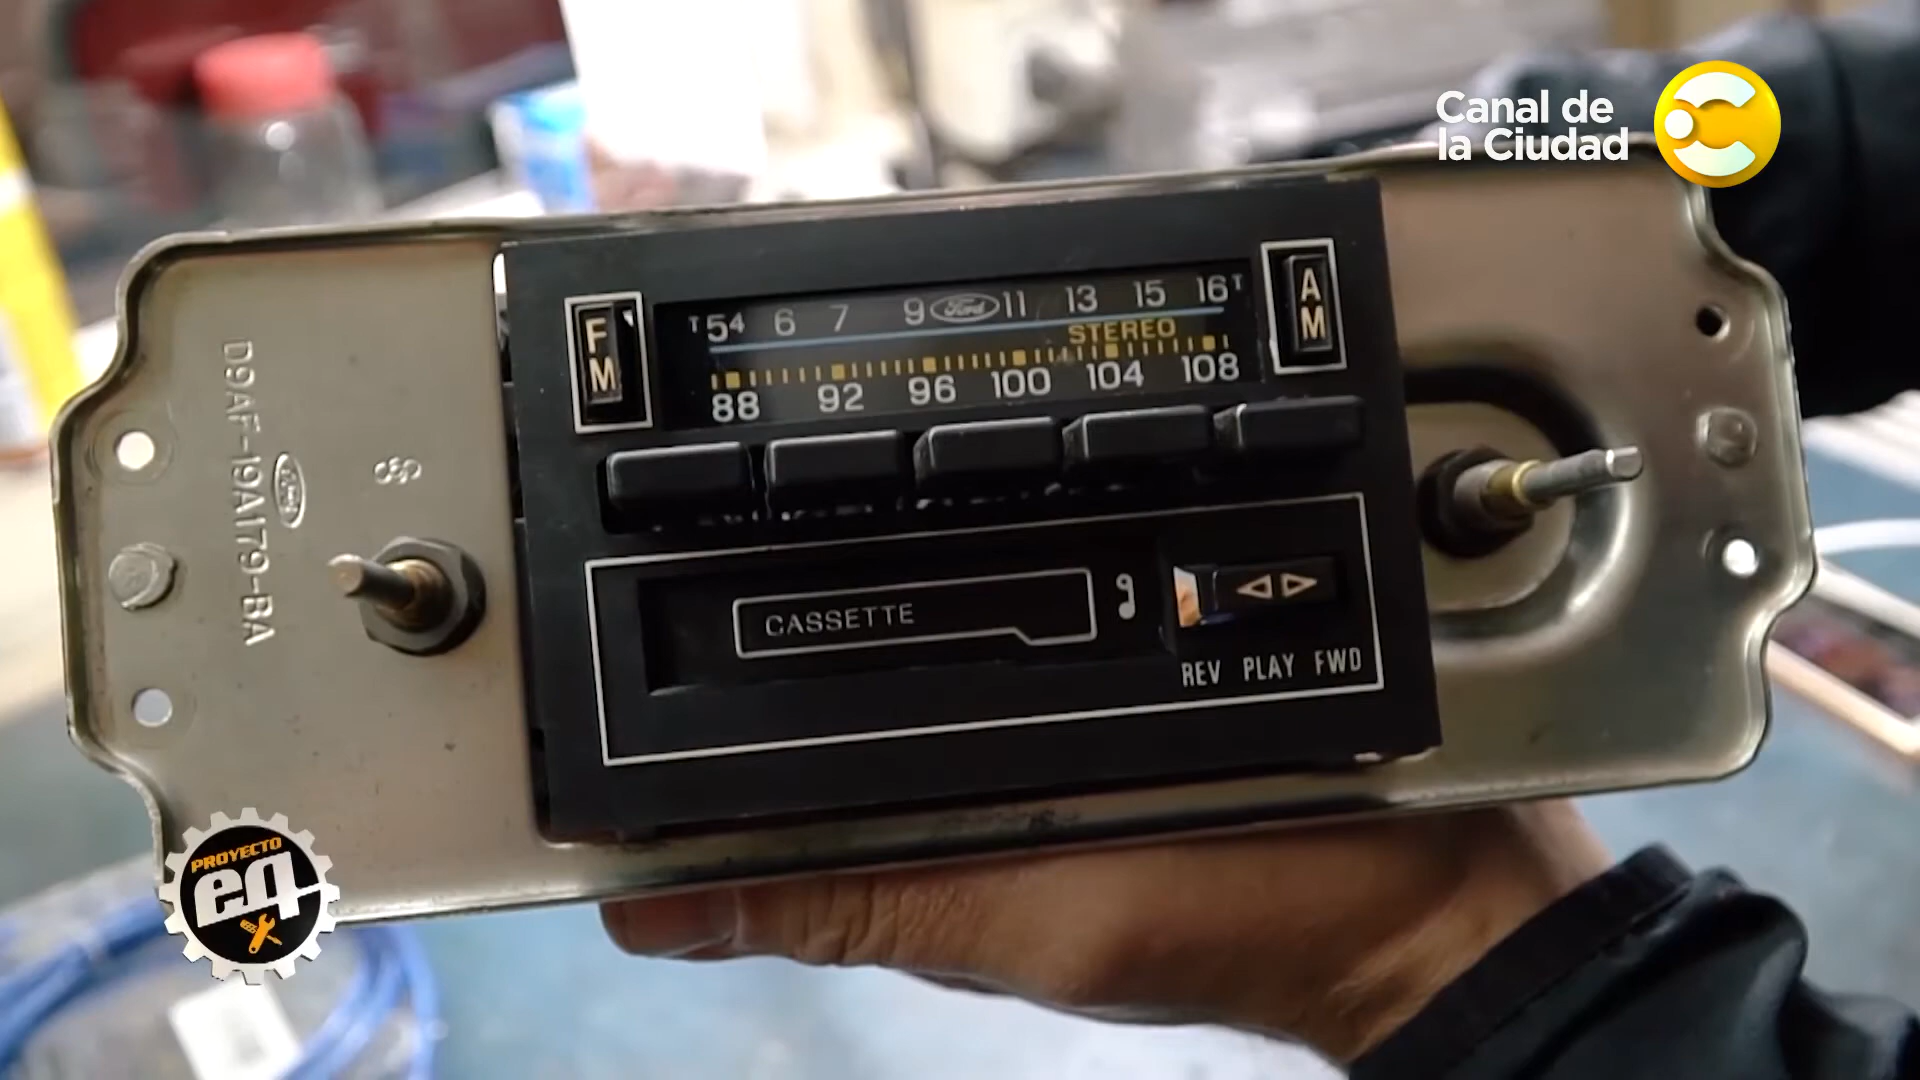 Canal de
la Ciudad
D9AF-19A179-BA
Ford
FM
T 54 6 7 9 Ford 11 13 15 16 T
STEREO
88 92 96 100 104 108
AM
CASSETTE
REV PLAY FWD
PROYECTO
eq